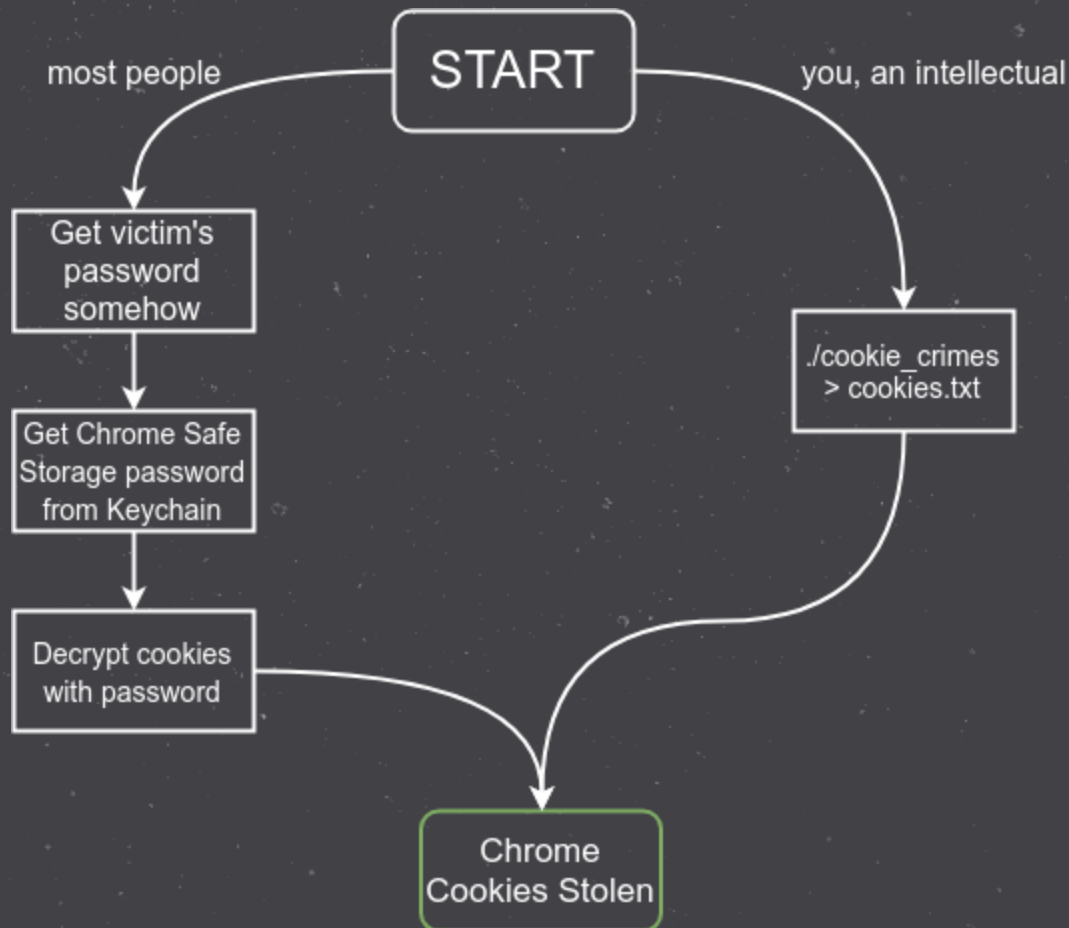 START
most people
you, an intellectual
Get victim's
password
somehow
./cookie_crimes
> cookies.txt
Get Chrome Safe
Storage password
from Keychain
Decrypt cookies
with password
Chrome
Cookies Stolen